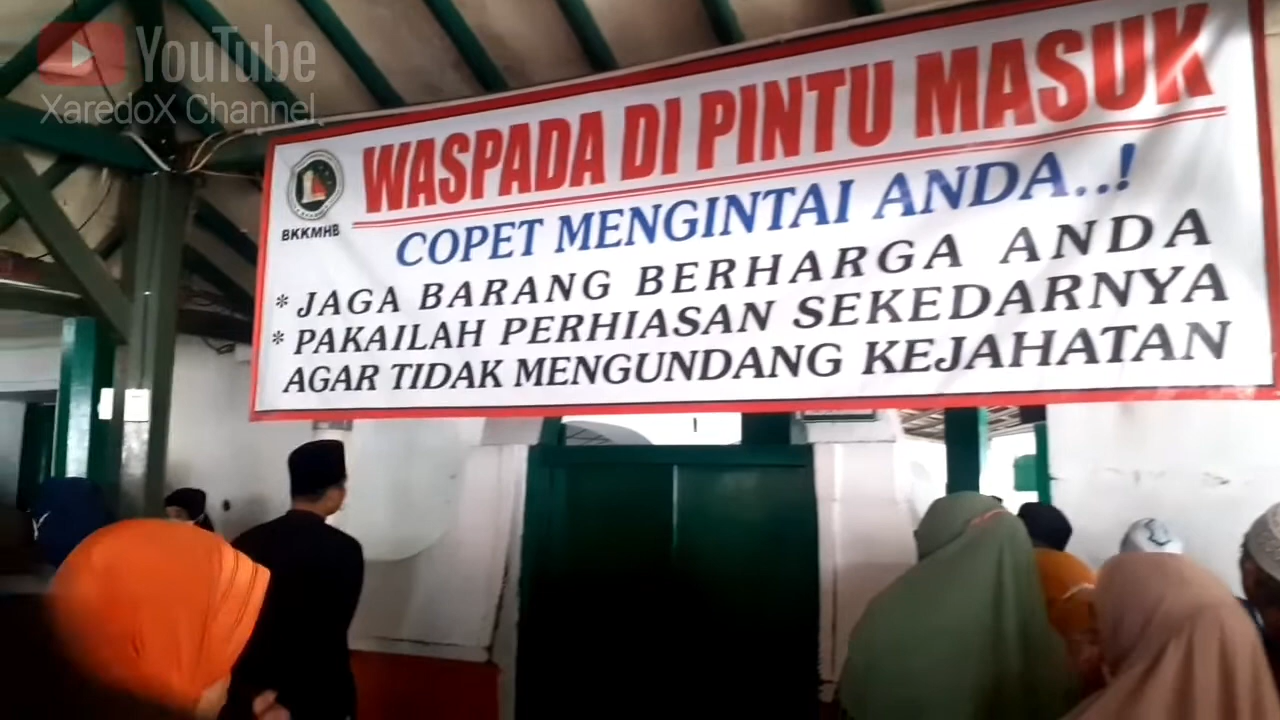 YouTube
XaredoX Channel
WASPADA DI PINTU MASUK
BKKMHB
COPET MENGINTAI ANDA..!
* JAGA BARANG BERHARGA ANDA
* PAKAILAH PERHIASAN SEKEDARNYA
AGAR TIDAK MENGUNDANG KEJAHATAN